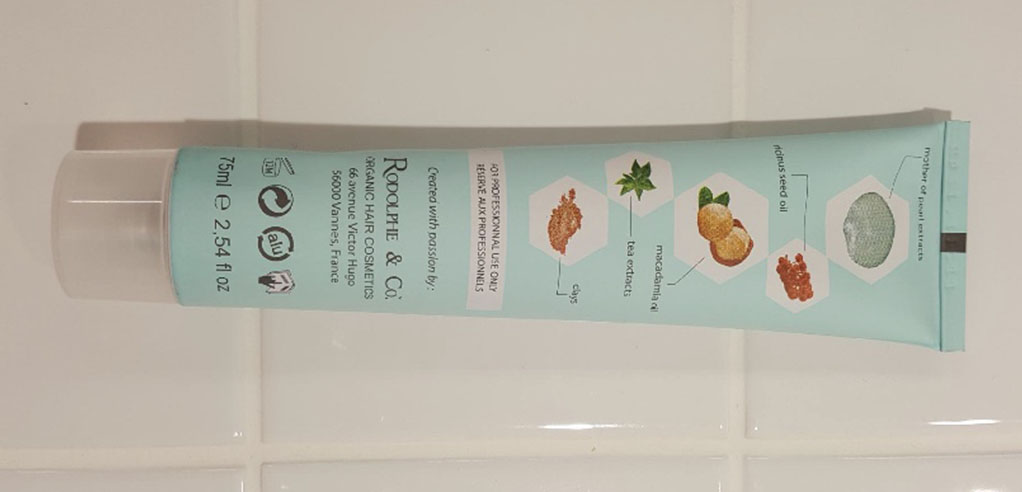 mother of pearl extracts
ricinus seed oil
macadamia oil
tea extracts
clays
FOR PROFESSIONNAL USE ONLY
RÉSERVÉ AUX PROFESSIONNELS
Created with passion by :
RODOLPHE & Co.
ORGANIC HAIR COSMETICS
66 avenue Victor Hugo
56000 Vannes, France
12M
alu
75ml e 2,54 fl oz